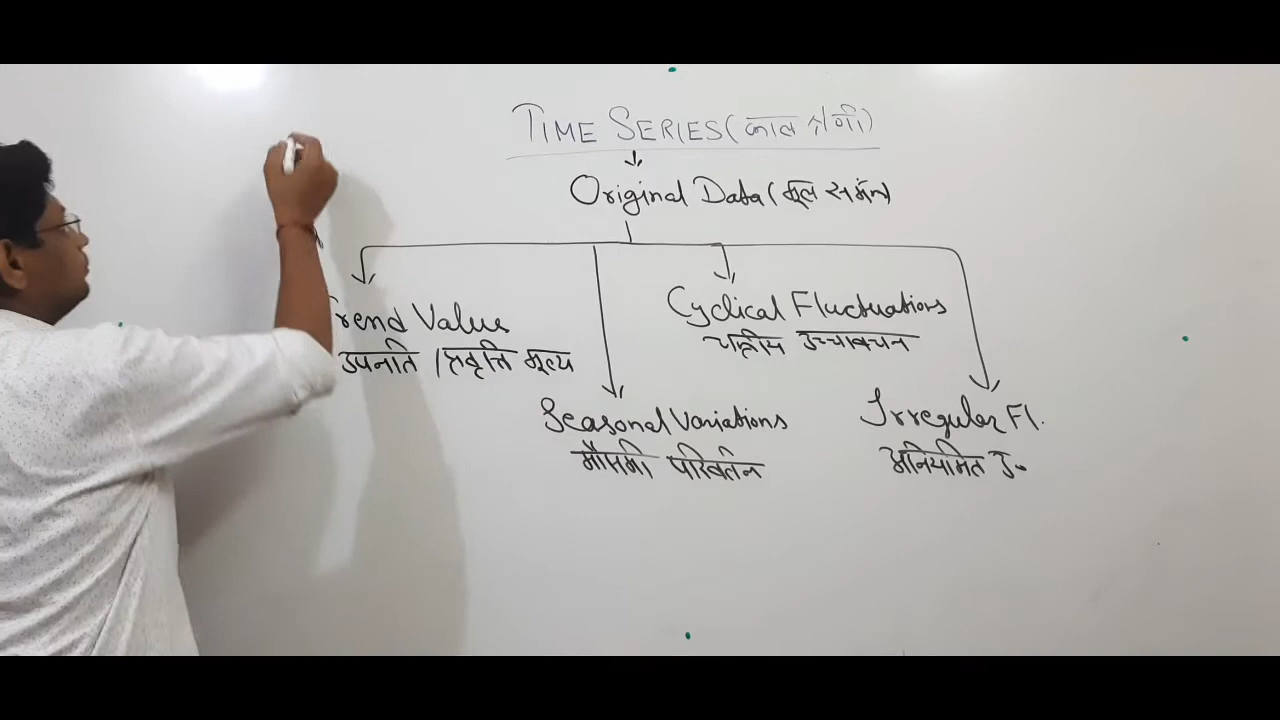 TIME SERIES (काल श्रेणी)
Original Data (मूल समंक)
Trend Value
उपनति / प्रवृत्ति मूल्य
Cyclical Fluctuations
चक्रीय उच्चावचन
Seasonal Variations
मौसमी परिवर्तन
Irregular Fl.
अनियमित उ॰